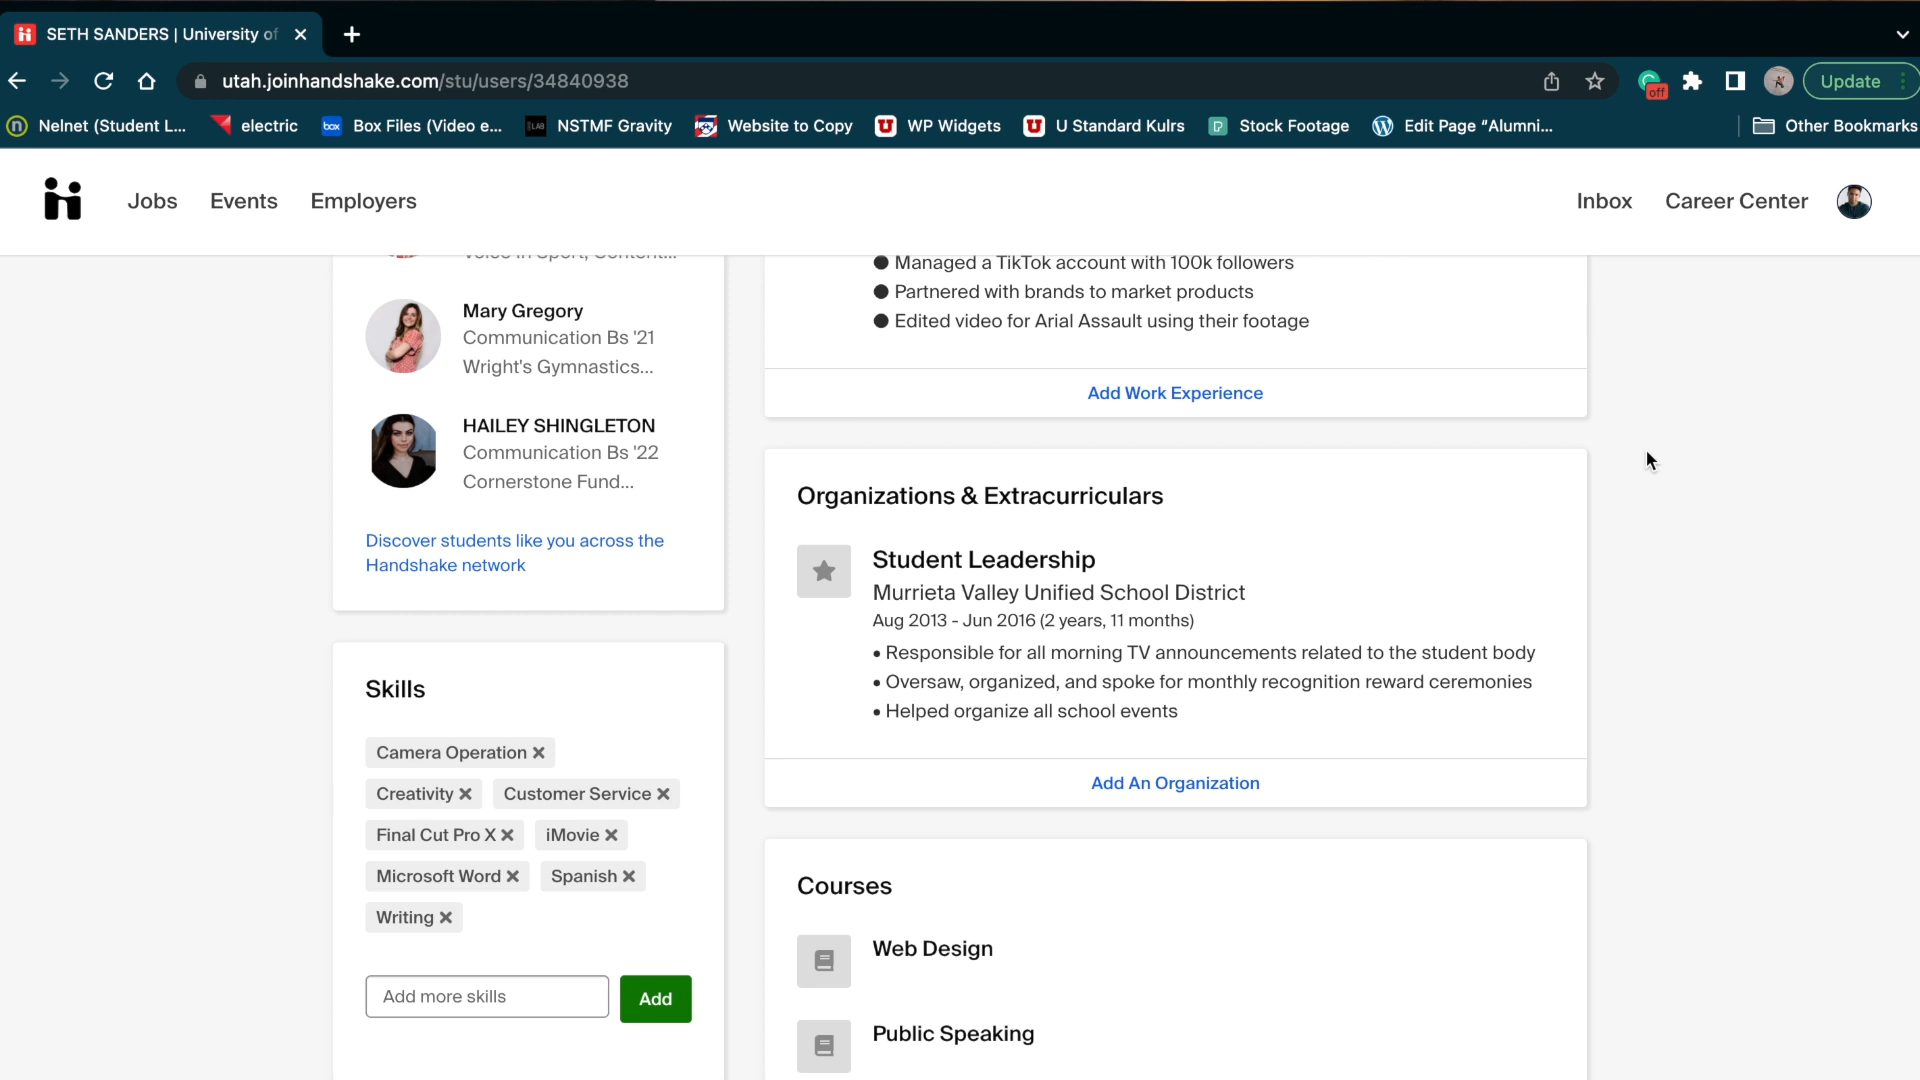 SETH SANDERS | University of
utah.joinhandshake.com/stu/users/34840938
off
Update
Nelnet (Student L...
electric
box
Box Files (Video e...
LAB
NSTMF Gravity
Website to Copy
WP Widgets
U Standard Kulrs
Stock Footage
Edit Page “Alumni...
Other Bookmarks
Jobs
Events
Employers
Inbox
Career Center
Mary Gregory
Communication Bs '21
Wright's Gymnastics...
HAILEY SHINGLETON
Communication Bs '22
Cornerstone Fund...
Discover students like you across the
Handshake network
Skills
Camera Operation
Creativity
Customer Service
Final Cut Pro X
iMovie
Microsoft Word
Spanish
Writing
Add more skills
Add
● Managed a TikTok account with 100k followers
● Partnered with brands to market products
● Edited video for Arial Assault using their footage
Add Work Experience
Organizations & Extracurriculars
Student Leadership
Murrieta Valley Unified School District
Aug 2013 - Jun 2016 (2 years, 11 months)
• Responsible for all morning TV announcements related to the student body
• Oversaw, organized, and spoke for monthly recognition reward ceremonies
• Helped organize all school events
Add An Organization
Courses
Web Design
Public Speaking